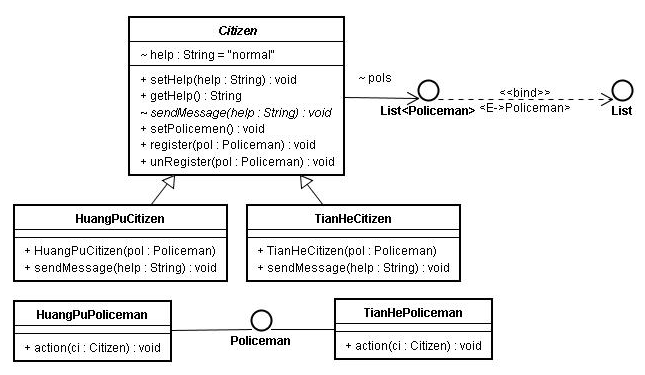 Citizen
~ help : String = "normal"
+ setHelp(help : String) : void
+ getHelp() : String
~ sendMessage(help : String) : void
+ setPolicemen() : void
+ register(pol : Policeman) : void
+ unRegister(pol : Policeman) : void
~ pols
List<Policeman>
<<bind>>
<E->Policeman>
List
HuangPuCitizen
+ HuangPuCitizen(pol : Policeman)
+ sendMessage(help : String) : void
TianHeCitizen
+ TianHeCitizen(pol : Policeman)
+ sendMessage(help : String) : void
HuangPuPoliceman
+ action(ci : Citizen) : void
Policeman
TianHePoliceman
+ action(ci : Citizen) : void